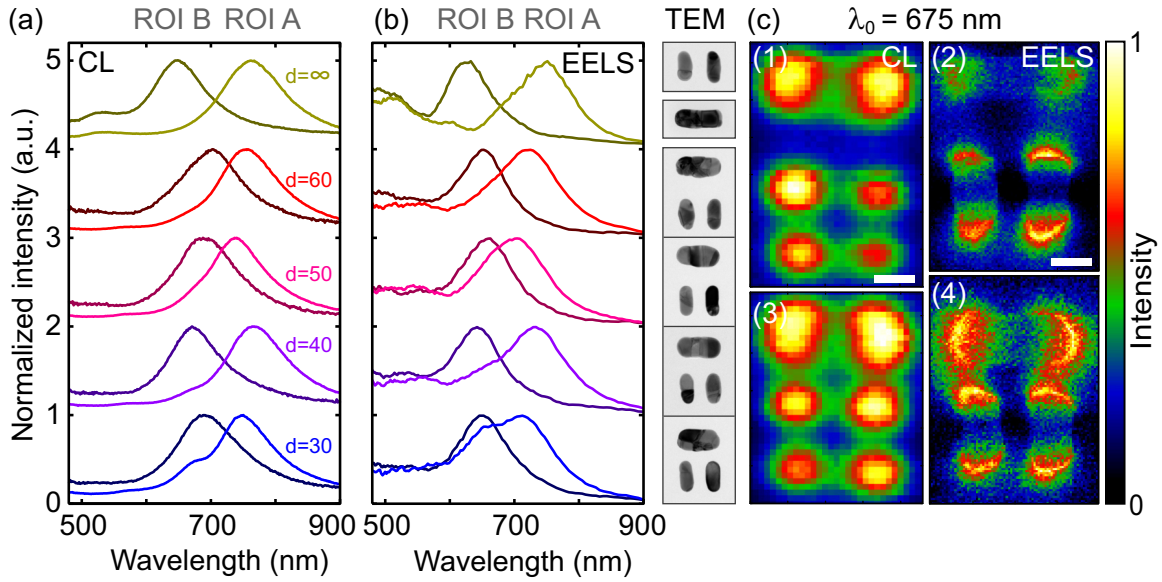 (a) ROI B ROI A (b) ROI B ROI A TEM (c) λ₀ = 675 nm
CL
EELS
Normalized intensity (a.u.)
5
4
3
2
1
0
d=∞
d=60
d=50
d=40
d=30
500 700 900
Wavelength (nm)
500 700 900
Wavelength (nm)
(1) CL
(2) EELS
(3)
(4)
1
Intensity
0